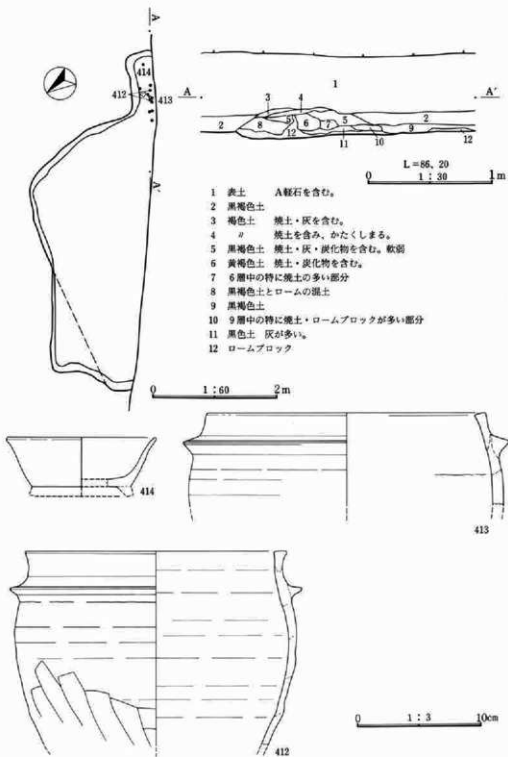 A
414
412
413
A'
A
A'
1
3
4
5
2
8
6
7
5
2
12
11
10
9
12
L=86,20
0 1:30 1m
1 表土 A軽石を含む。
2 黒褐色土
3 褐色土 焼土・灰を含む。
4 〃 焼土を含み、かたくしまる。
5 黒褐色土 焼土・灰・炭化物を含む。軟弱
6 黄褐色土 焼土・炭化物を含む。
7 6層中の特に焼土の多い部分
8 黒褐色土とロームの混土
9 黒褐色土
10 9層中の特に焼土・ロームブロックが多い部分
11 黒色土 灰が多い。
12 ロームブロック
0 1:60 2m
414
413
412
0 1:3 10cm